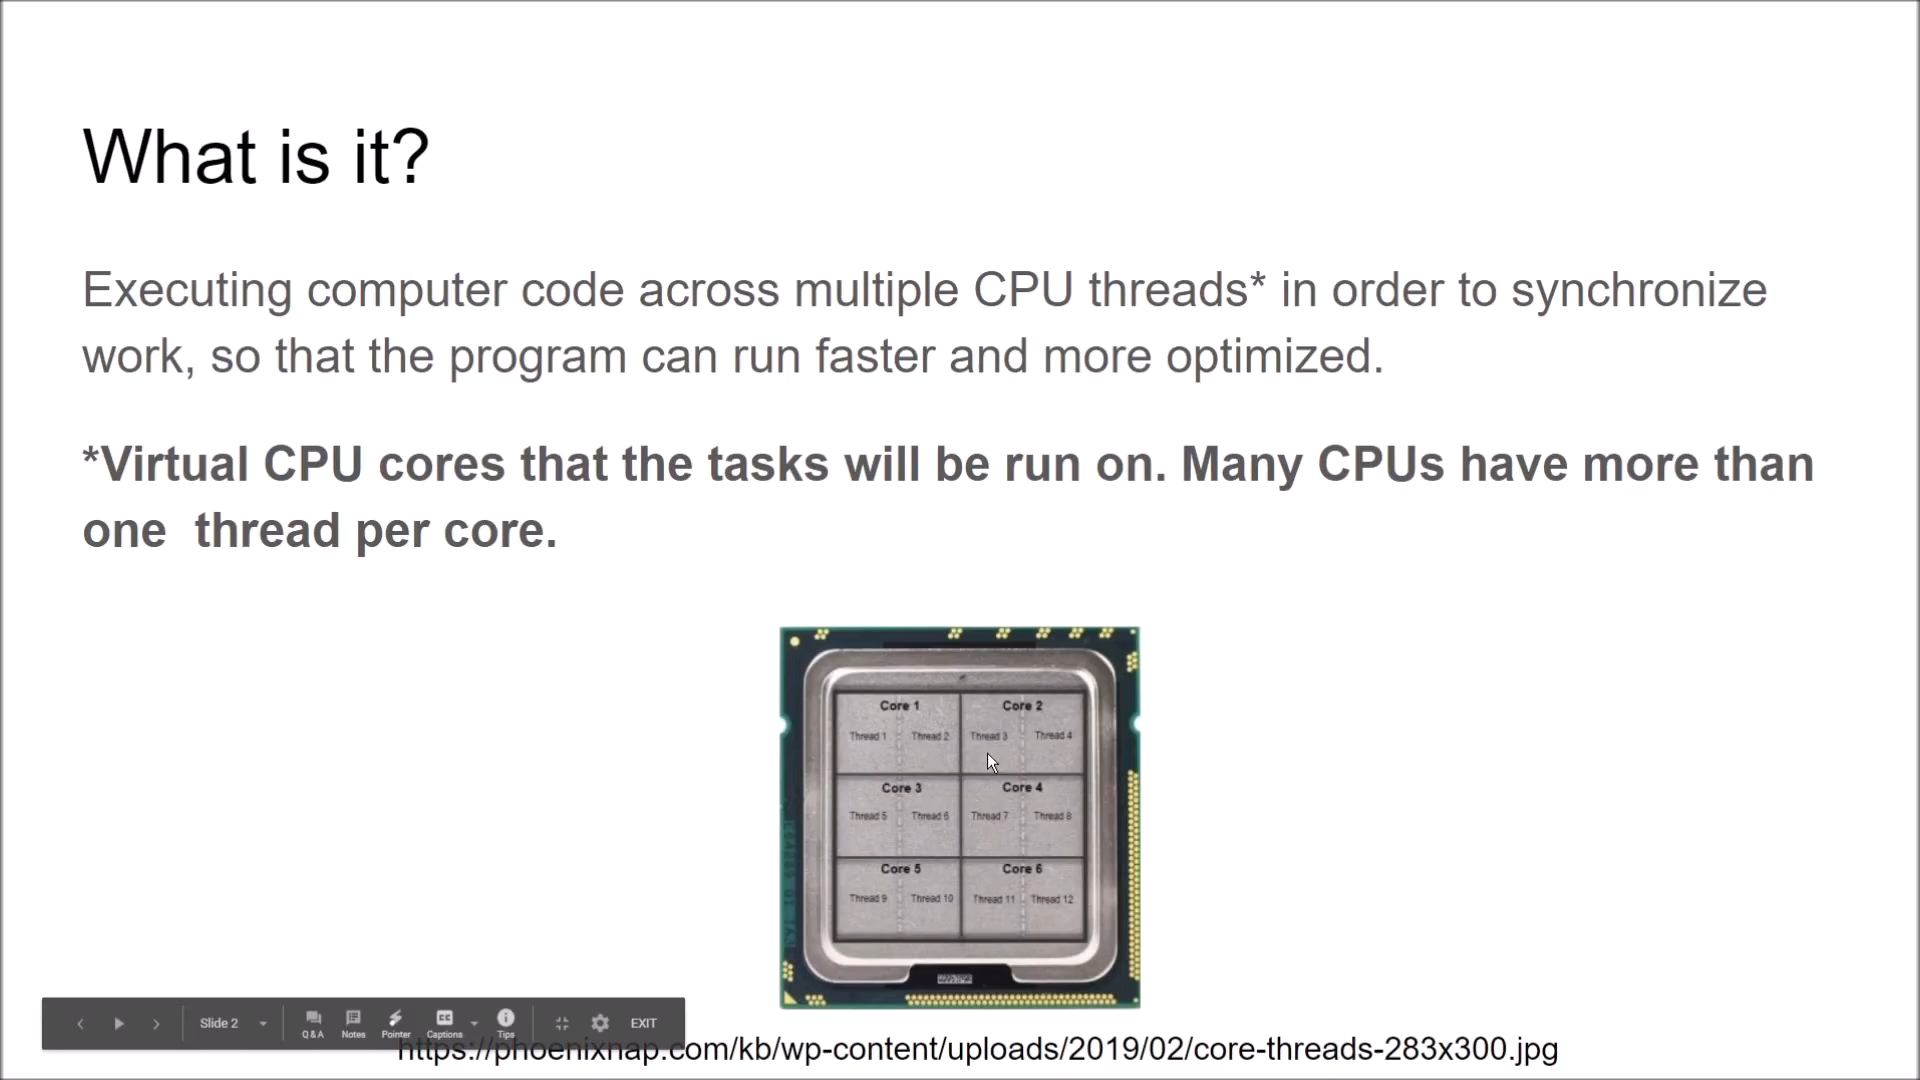 What is it?
Executing computer code across multiple CPU threads* in order to synchronize
work, so that the program can run faster and more optimized.
*Virtual CPU cores that the tasks will be run on. Many CPUs have more than
one  thread per core.
Core 1
Core 2
Thread 1
Thread 2
Thread 3
Thread 4
Core 3
Core 4
Thread 5
Thread 6
Thread 7
Thread 8
Core 5
Core 6
Thread 9
Thread 10
Thread 11
Thread 12
Slide 2
Q&A
Notes
Pointer
Captions
Tips
EXIT
https://phoenixnap.com/kb/wp-content/uploads/2019/02/core-threads-283x300.jpg